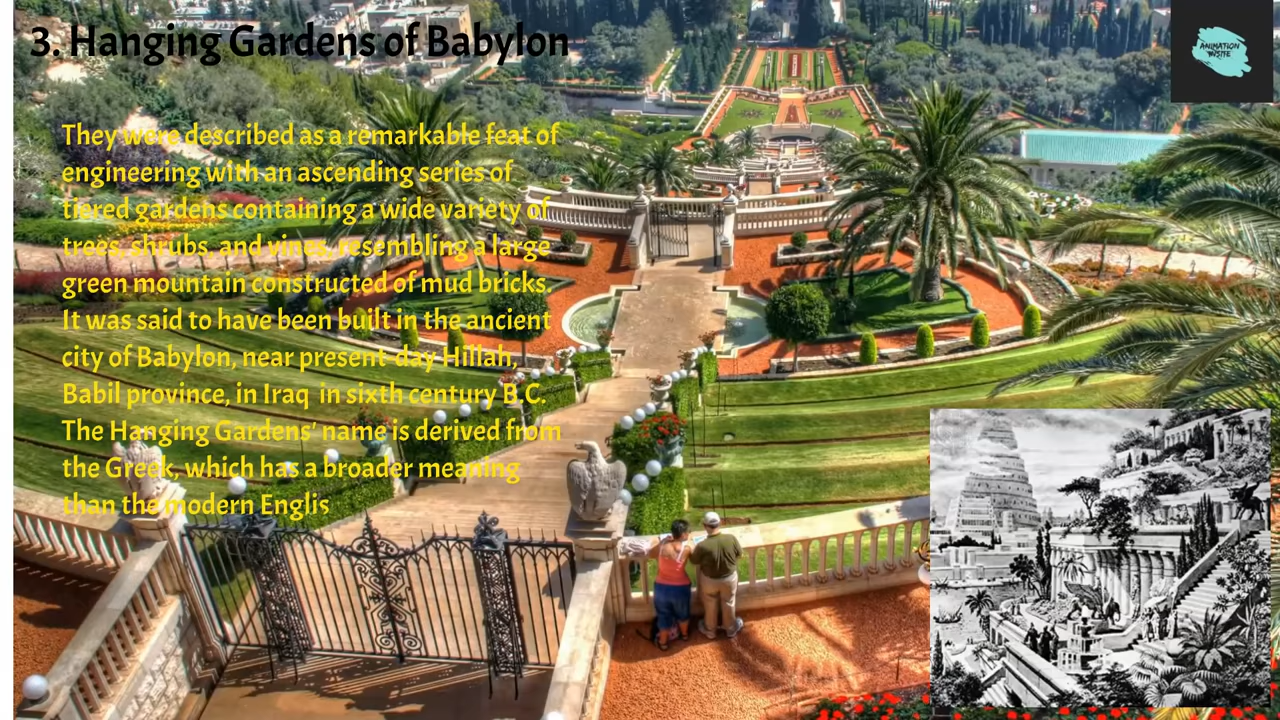 3. Hanging Gardens of Babylon
ANIMATION
INSITE
They were described as a remarkable feat of
engineering with an ascending series of
tiered gardens containing a wide variety of
trees, shrubs, and vines, resembling a large
green mountain constructed of mud bricks.
It was said to have been built in the ancient
city of Babylon, near present-day Hillah,
Babil province, in Iraq in sixth century B.C.
The Hanging Gardens' name is derived from
the Greek, which has a broader meaning
than the modern Englis